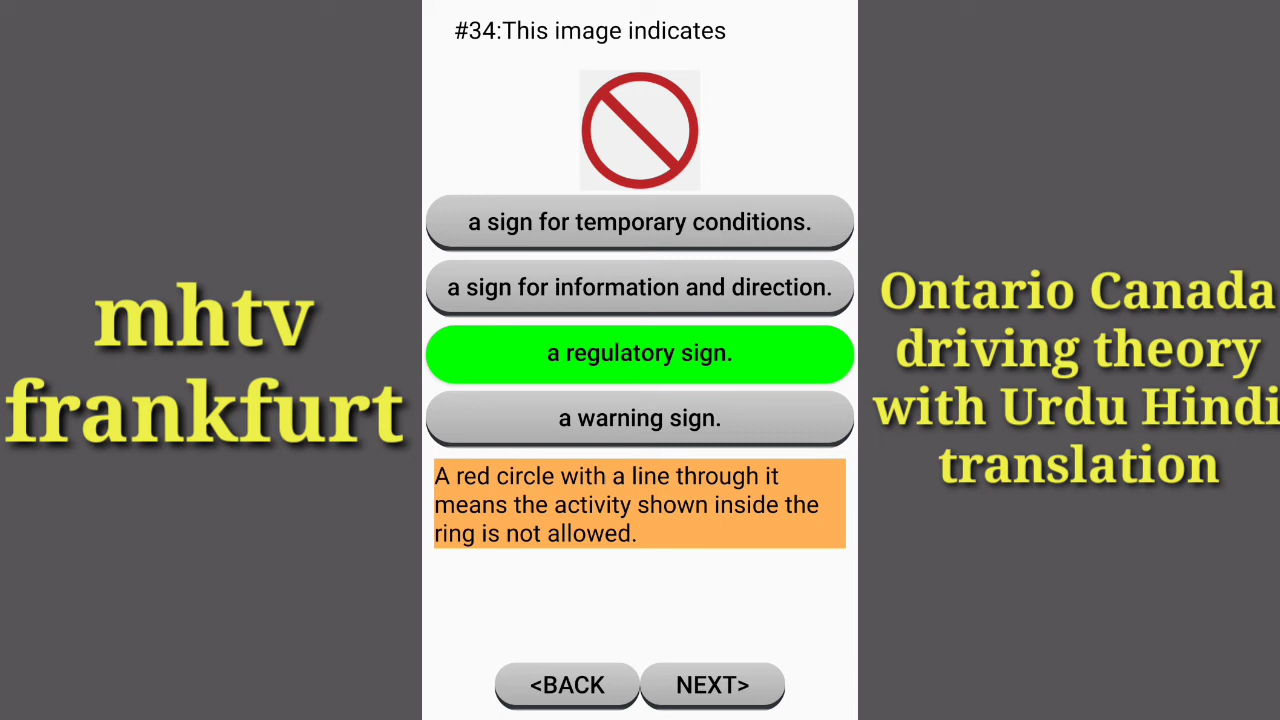 #34:This image indicates
a sign for temporary conditions.
a sign for information and direction.
a regulatory sign.
a warning sign.
A red circle with a line through it
means the activity shown inside the
ring is not allowed.
<BACK
NEXT>
mhtv
frankfurt
Ontario Canada
driving theory
with Urdu Hindi
translation